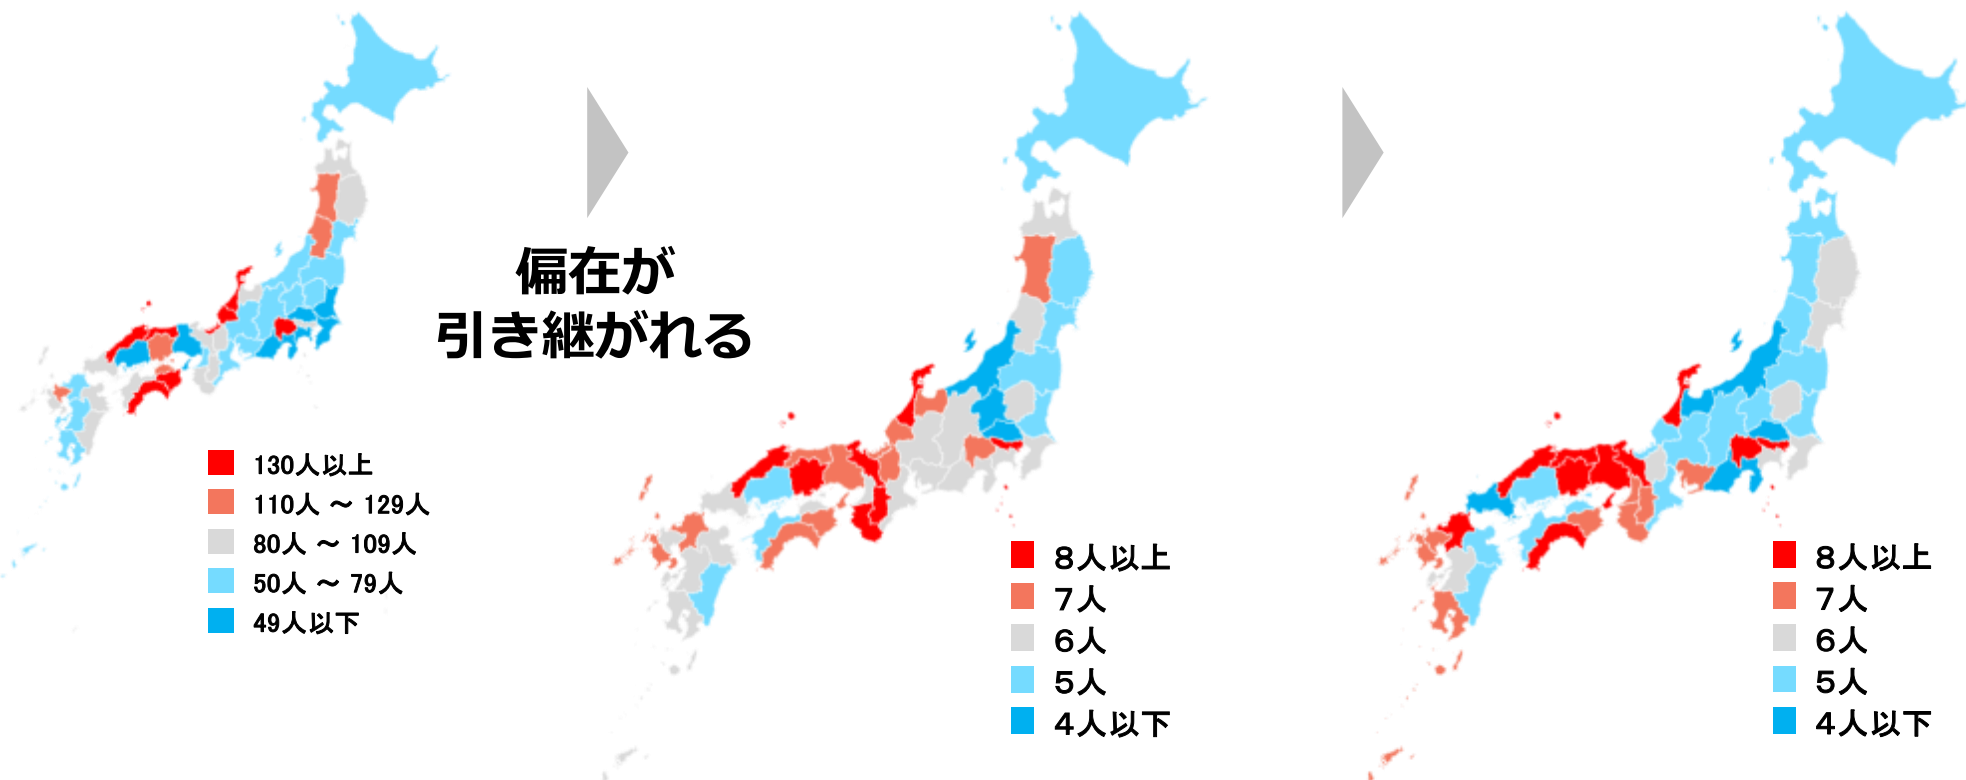 偏在が
引き継がれる
130人以上
110人 ～ 129人
80人 ～ 109人
50人 ～ 79人
49人以下
8人以上
7人
6人
5人
4人以下
8人以上
7人
6人
5人
4人以下